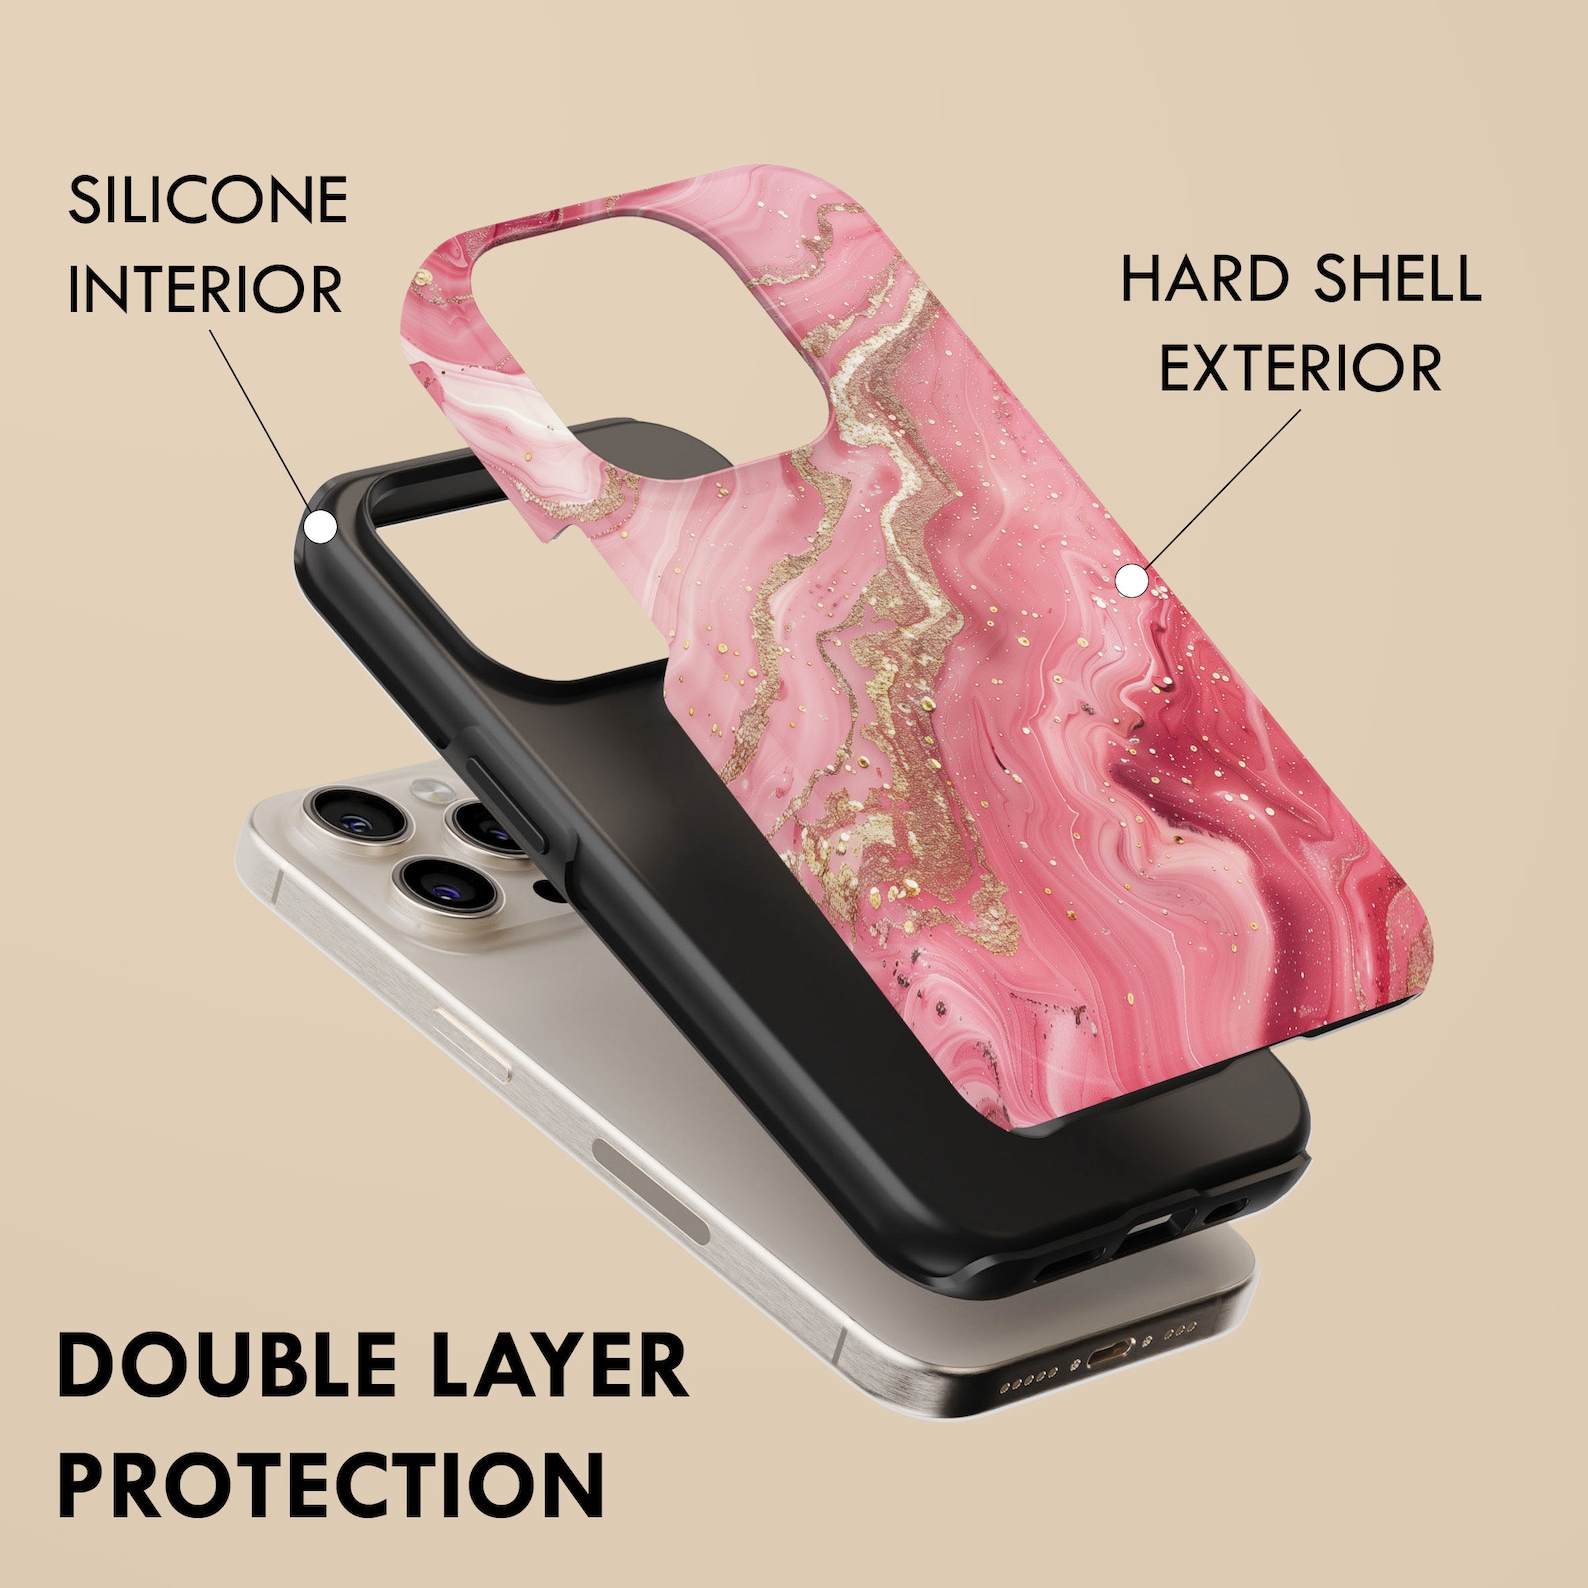 SILICONE
INTERIOR
HARD SHELL
EXTERIOR
DOUBLE LAYER
PROTECTION